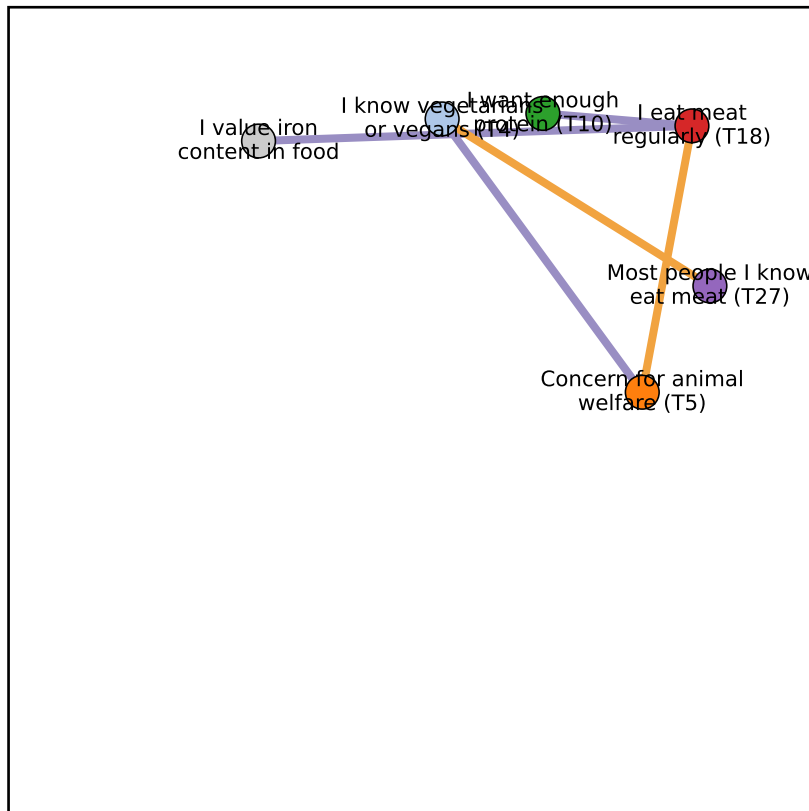 I value iron
content in food
I know vegetarians
or vegans (T4)
I want enough
protein (T10)
I eat meat
regularly (T18)
Most people I know
eat meat (T27)
Concern for animal
welfare (T5)